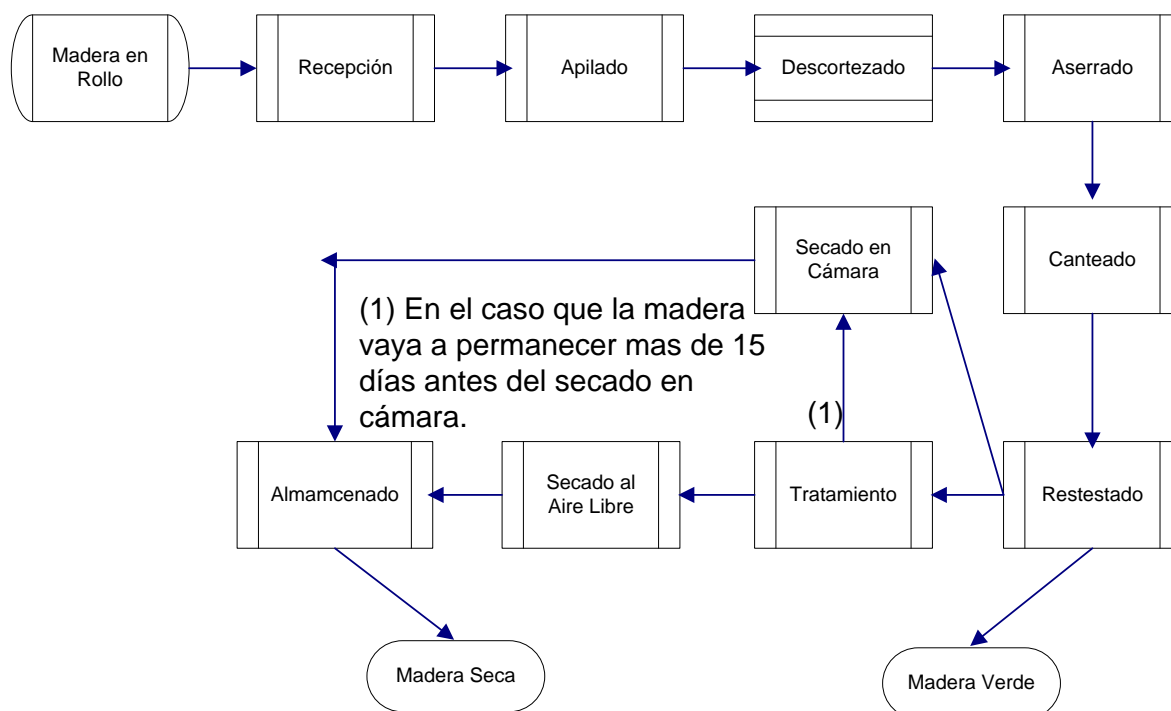 Madera en
Rollo
Recepción
Apilado
Descortezado
Aserrado
Secado en
Cámara
Canteado
(1) En el caso que la madera
vaya a permanecer mas de 15
días antes del secado en
cámara.
(1)
Almamcenado
Secado al
Aire Libre
Tratamiento
Restestado
Madera Seca
Madera Verde